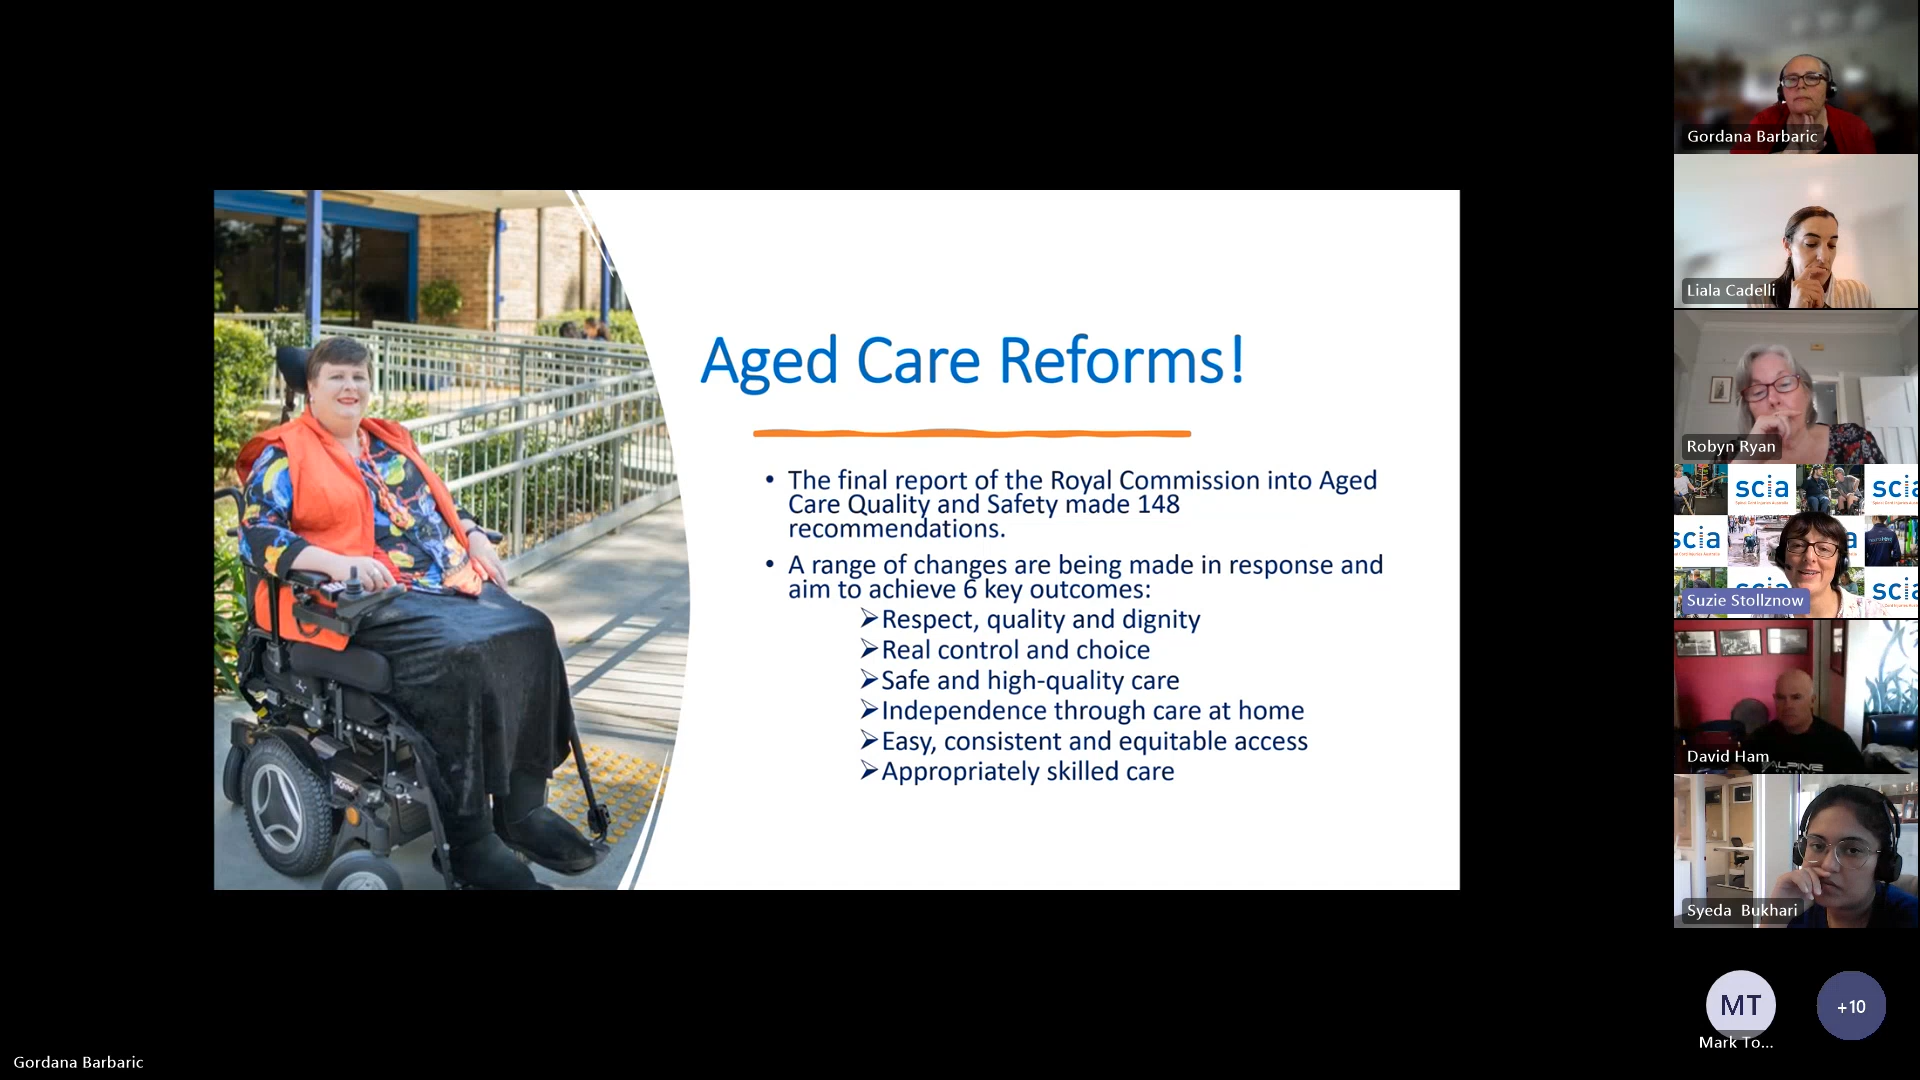 Aged Care Reforms!
• The final report of the Royal Commission into Aged
Care Quality and Safety made 148
recommendations.
• A range of changes are being made in response and
aim to achieve 6 key outcomes:
➢Respect, quality and dignity
➢Real control and choice
➢Safe and high-quality care
➢Independence through care at home
➢Easy, consistent and equitable access
➢Appropriately skilled care
Gordana Barbaric
Liala Cadelli
Robyn Ryan
scia
scia
scia
scia
scia
Suzie Stollznow
David Ham
ALPINE
Syeda Bukhari
MT
+10
Mark To...
Gordana Barbaric